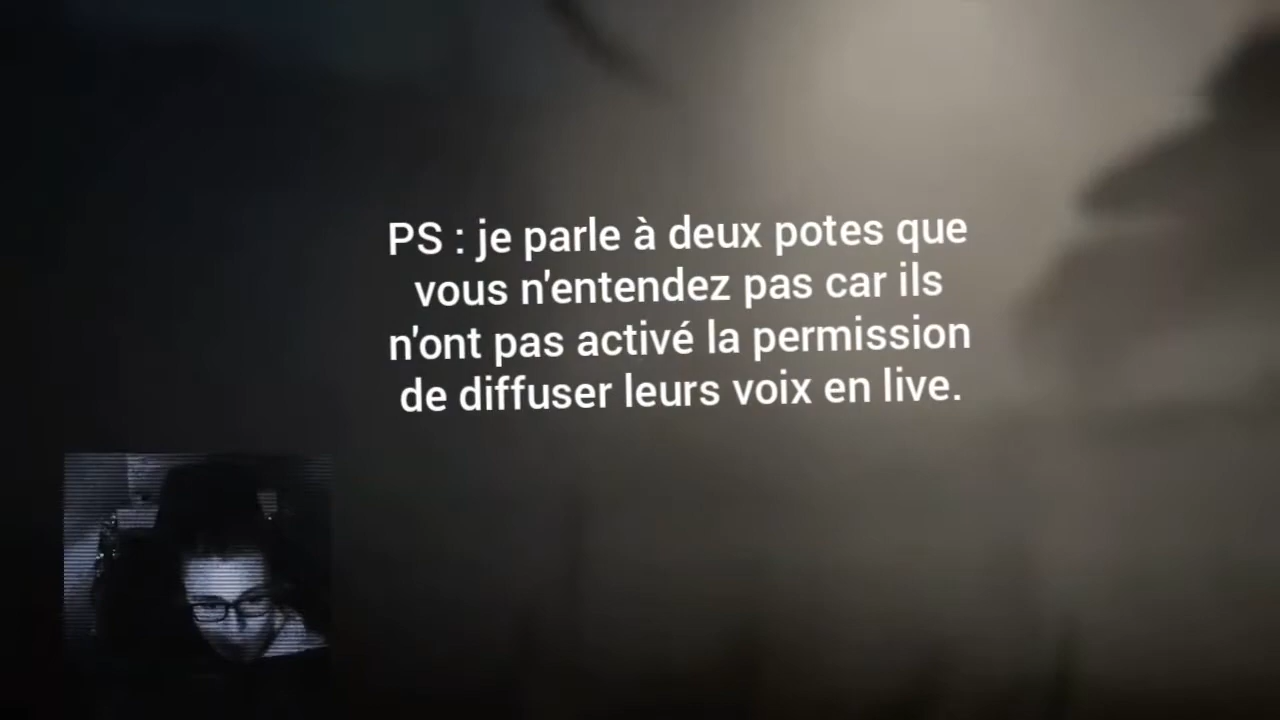 PS : je parle à deux potes que
vous n'entendez pas car ils
n'ont pas activé la permission
de diffuser leurs voix en live.